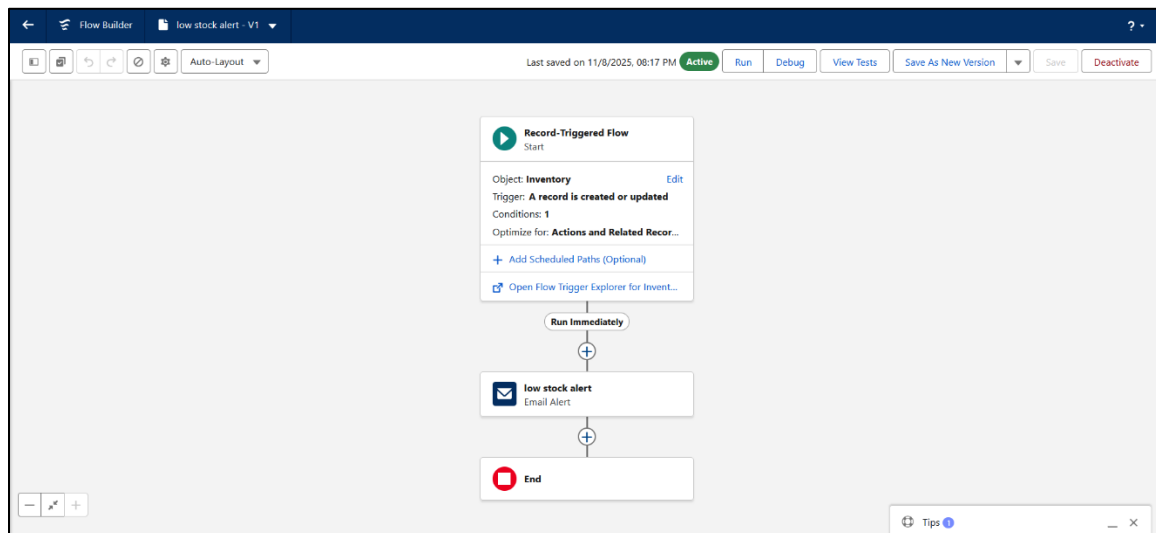 Flow Builder
low stock alert - V1
? 
Auto-Layout
Last saved on 11/8/2025, 08:17 PM
Active
Run
Debug
View Tests
Save As New Version
Save
Deactivate
Record-Triggered Flow
Start
Object: Inventory
Edit
Trigger: A record is created or updated
Conditions: 1
Optimize for: Actions and Related Recor...
+ Add Scheduled Paths (Optional)
Open Flow Trigger Explorer for Invent...
Run Immediately
low stock alert
Email Alert
End
Tips 1